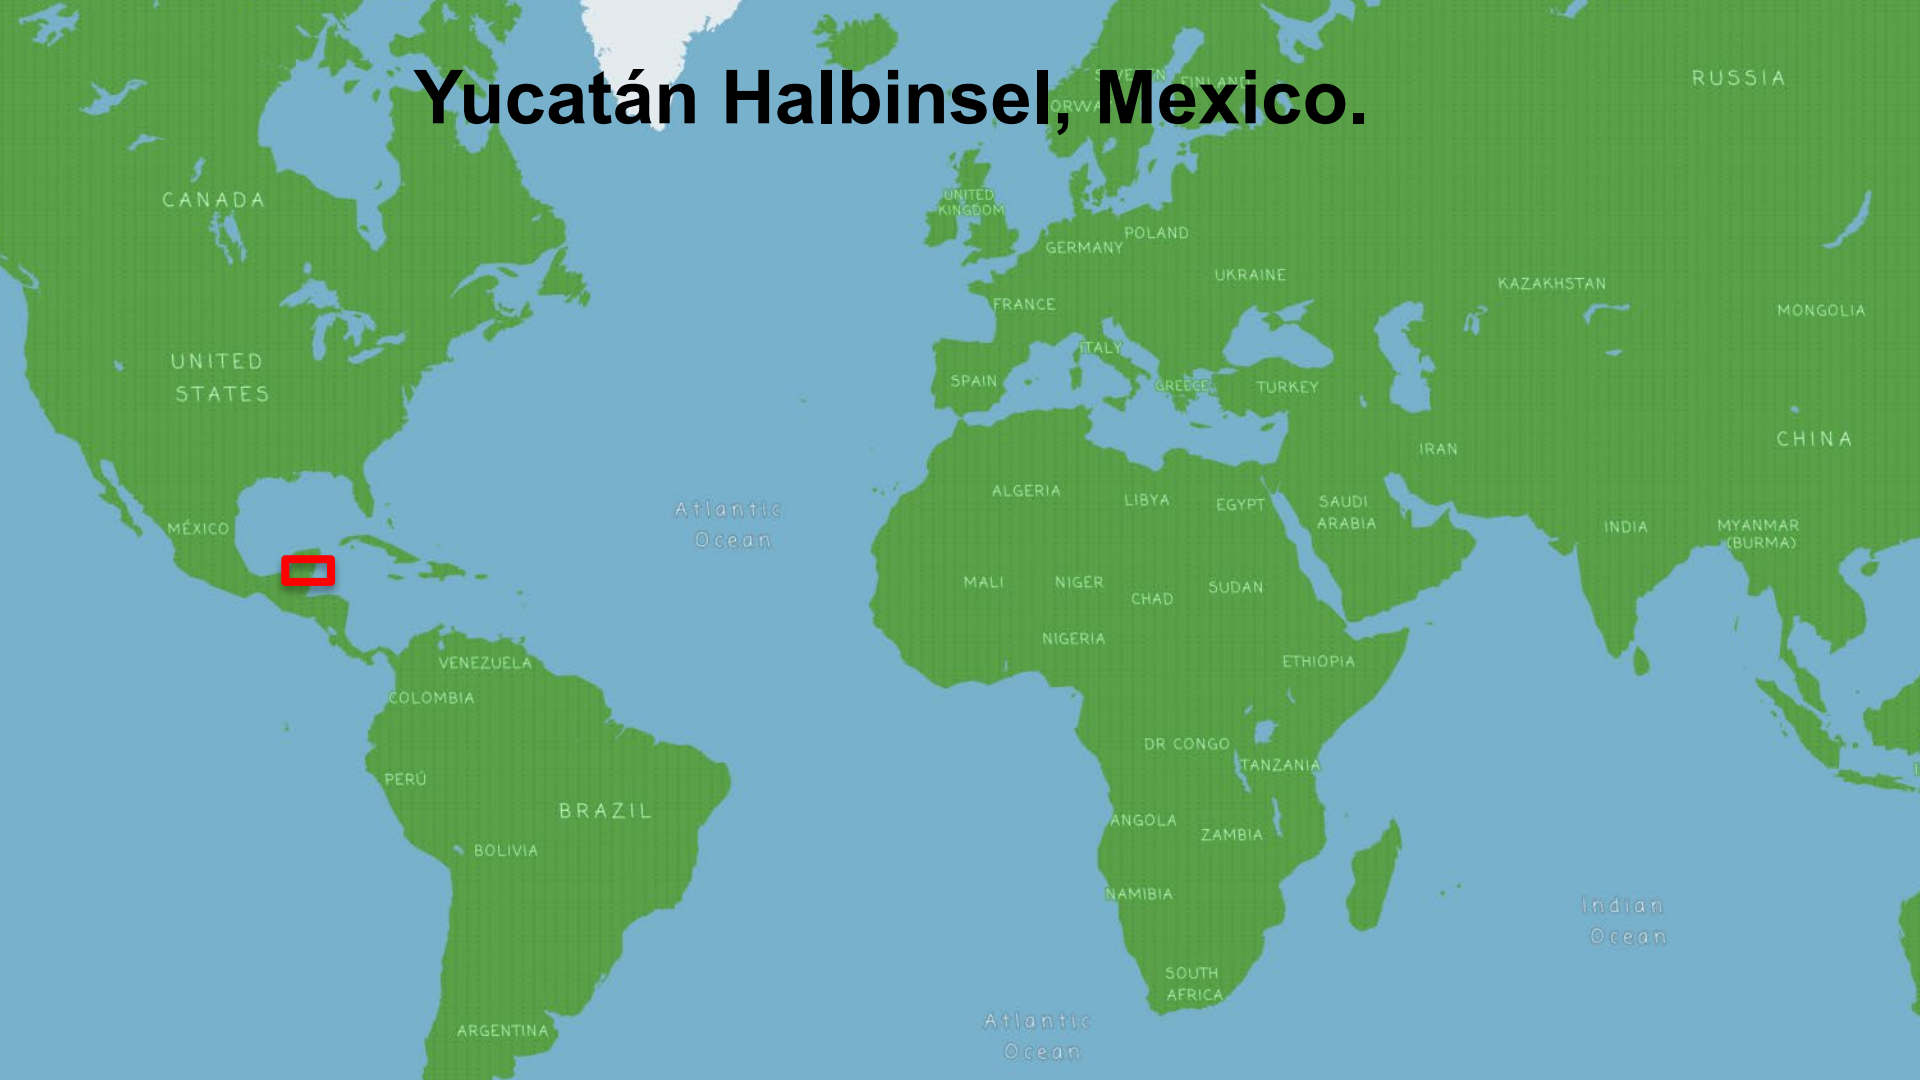 Yucatán Halbinsel, Mexico.
RUSSIA
SWEDEN
FINLAND
CANADA
UNITED
KINGDOM
POLAND
GERMANY
UKRAINE
KAZAKHSTAN
FRANCE
MONGOLIA
ITALY
UNITED
STATES
SPAIN
GREECE
TURKEY
CHINA
IRAN
ALGERIA
LIBYA
EGYPT
SAUDI
ARABIA
Atlantic
Ocean
MÉXICO
INDIA
MYANMAR
(BURMA)
MALI
NIGER
CHAD
SUDAN
NIGERIA
VENEZUELA
ETHIOPIA
COLOMBIA
DR CONGO
TANZANIA
PERÚ
BRAZIL
ANGOLA
ZAMBIA
BOLIVIA
NAMIBIA
Indian
Ocean
SOUTH
AFRICA
Atlantic
Ocean
ARGENTINA